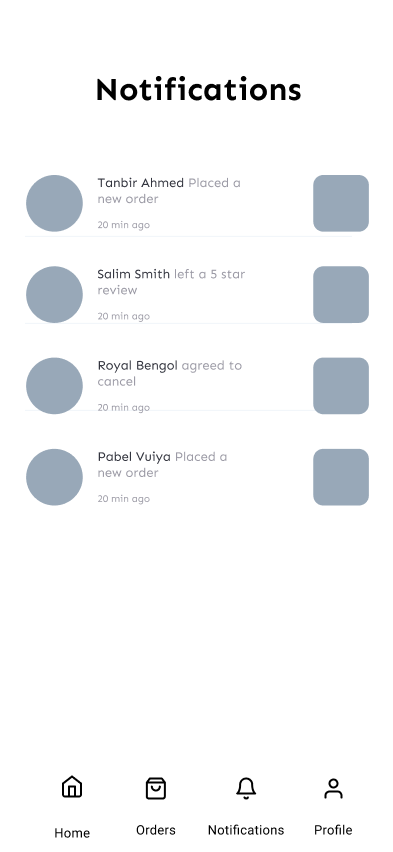 Notifications
Tanbir Ahmed Placed a
new order
20 min ago
Salim Smith left a 5 star
review
20 min ago
Royal Bengol agreed to
cancel
20 min ago
Pabel Vuiya Placed a
new order
20 min ago
Home Orders Notifications Profile